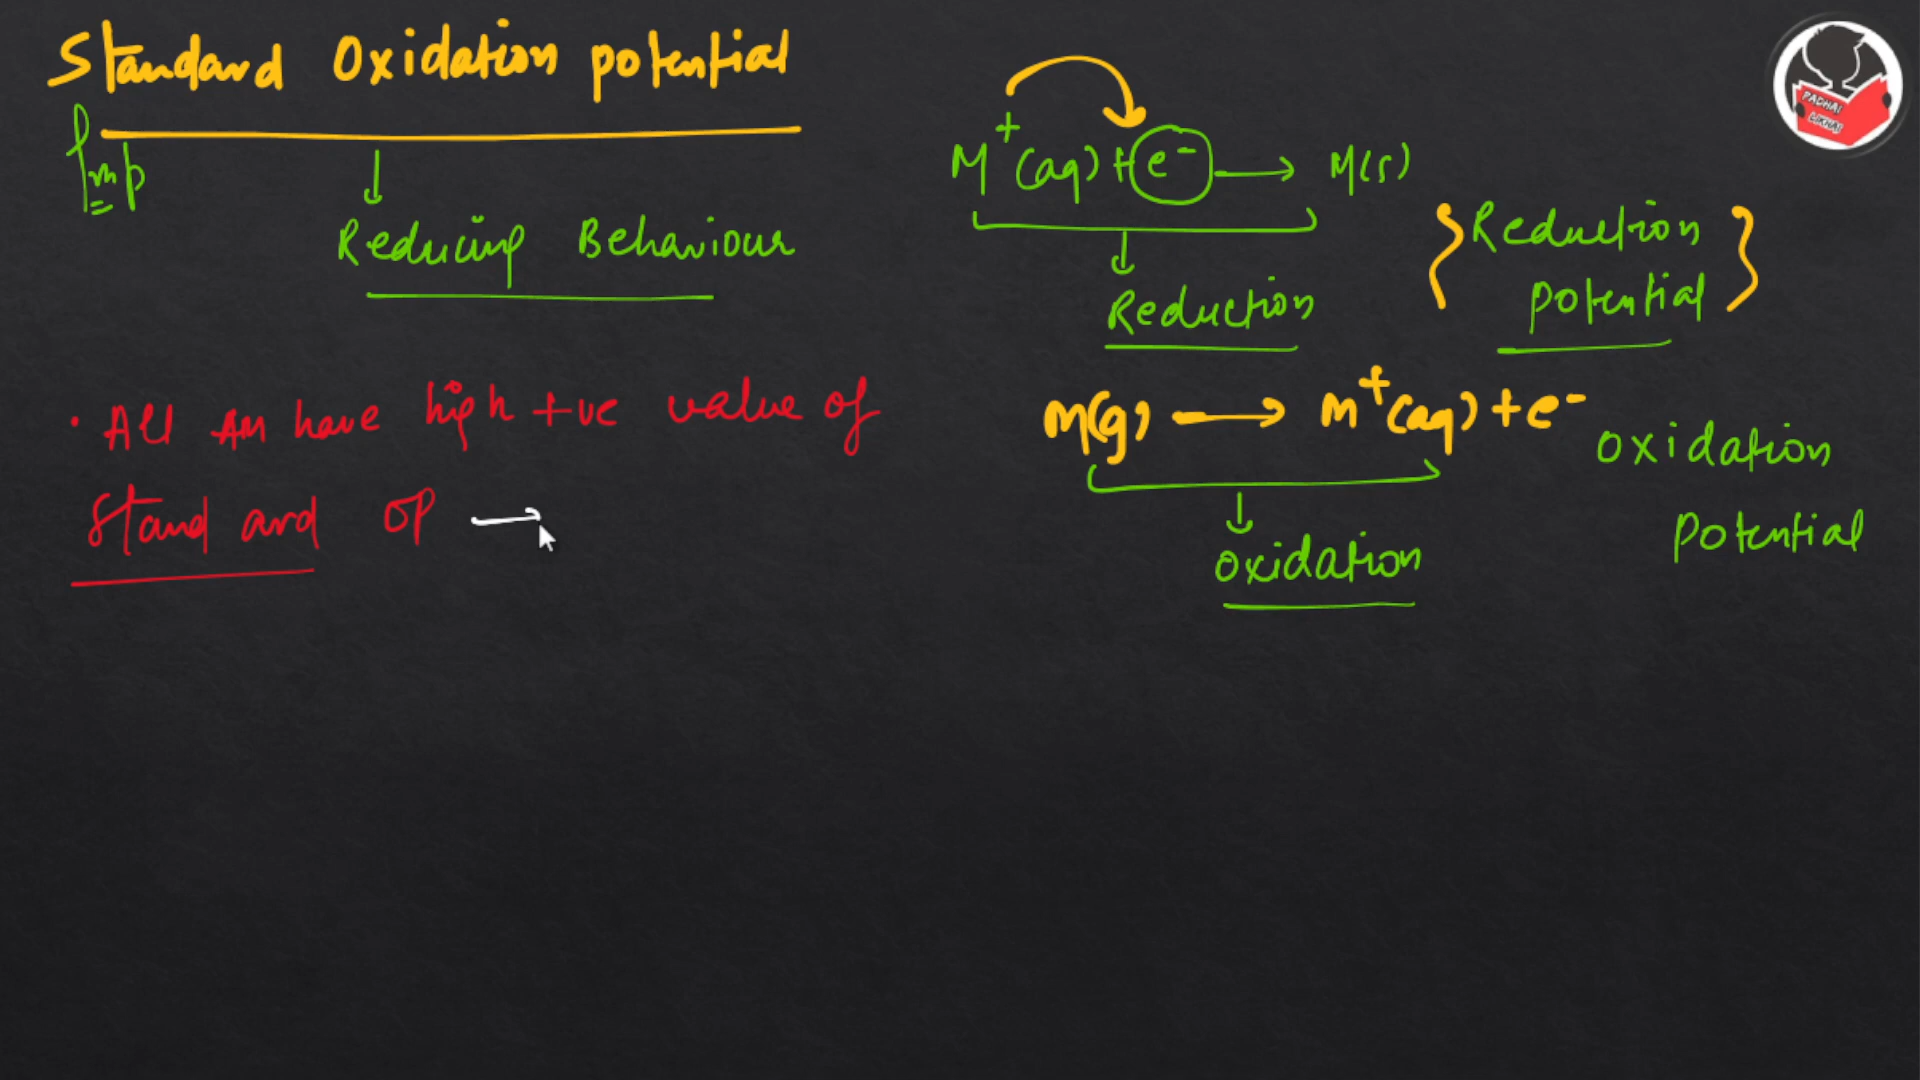 Standard Oxidation potential
Imp
Reducing Behaviour
M+(aq) + e- → M(s)
Reduction
Reduction
potential
• All AM have high +ve value of
Standard OP →
M(g) → M+(aq) + e-
oxidation
oxidation
Potential
PADHAI
LIKHAI